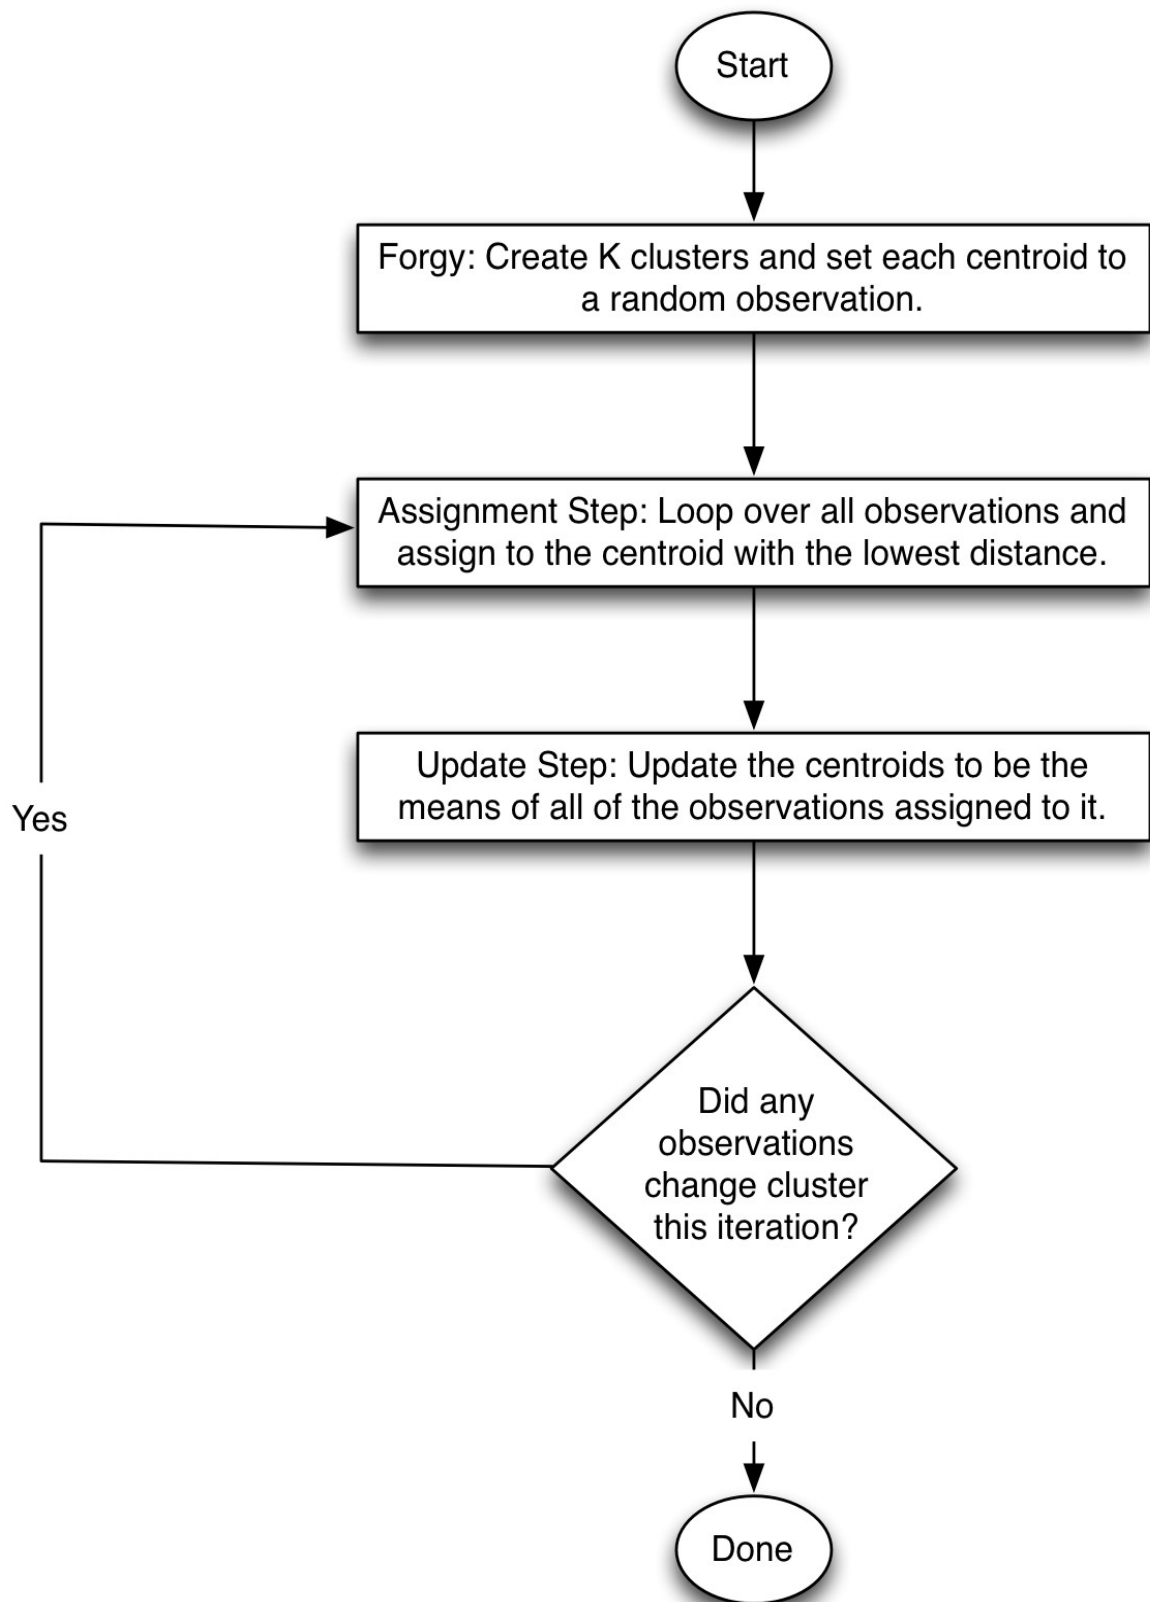 Start
Forgy: Create K clusters and set each centroid to
a random observation.
Assignment Step: Loop over all observations and
assign to the centroid with the lowest distance.
Update Step: Update the centroids to be the
means of all of the observations assigned to it.
Yes
Did any
observations
change cluster
this iteration?
No
Done